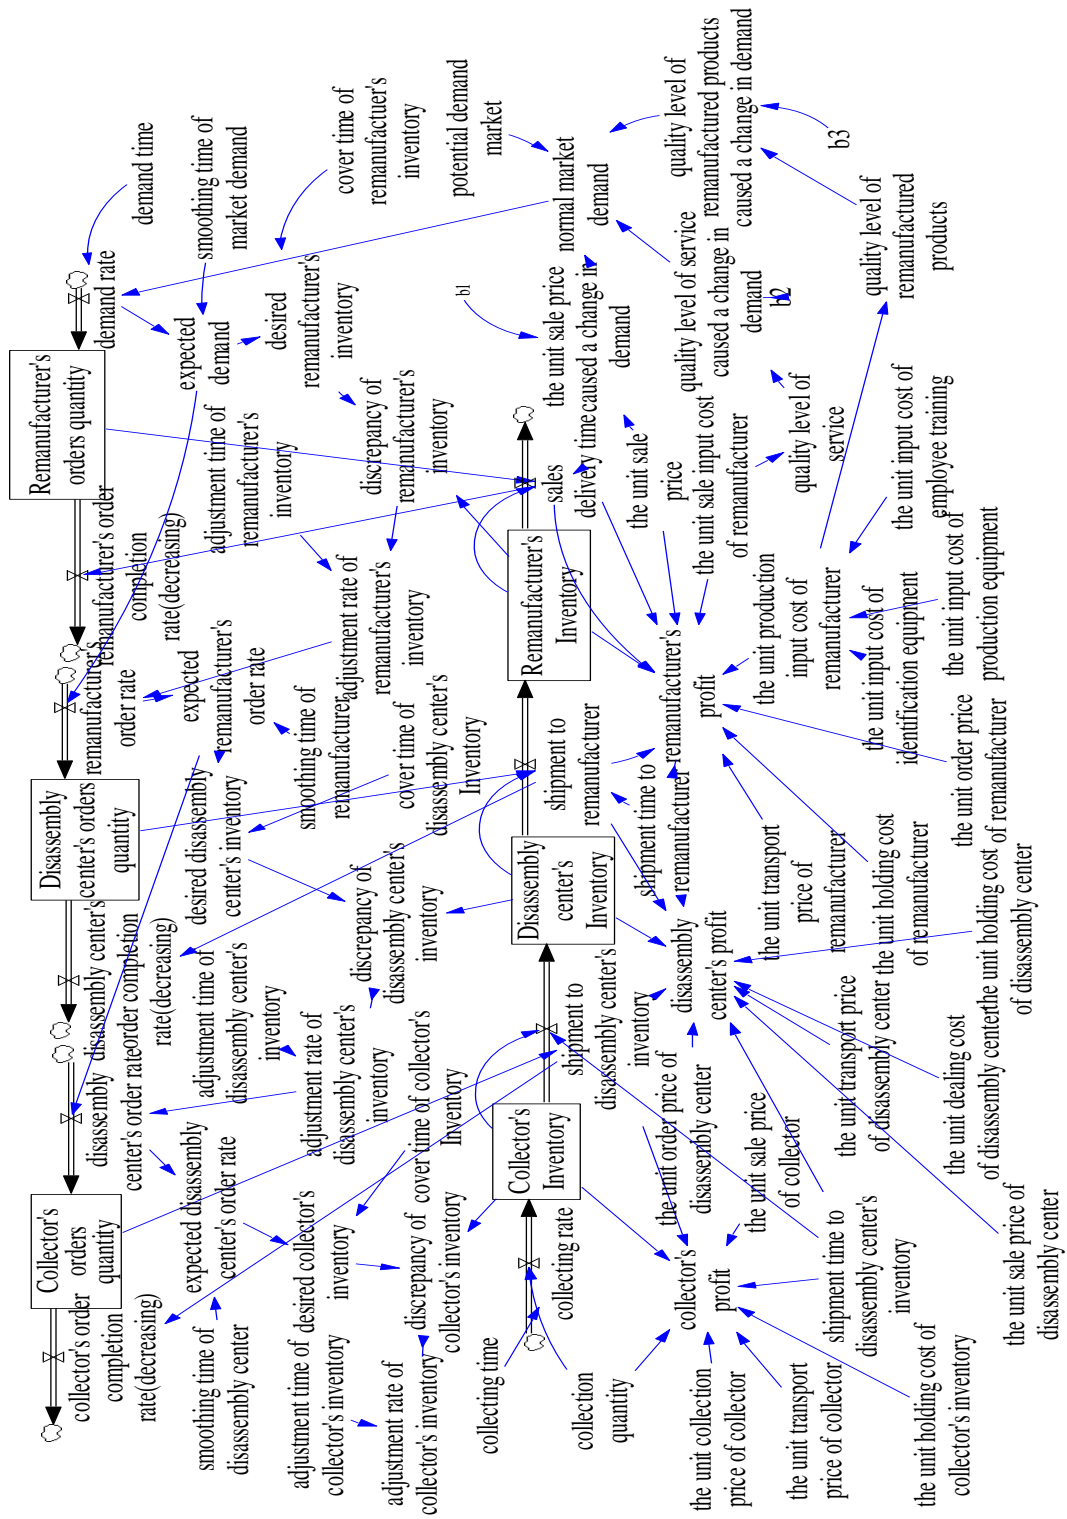 collector's order
completion
rate(decreasing)
Collector's
orders
quantity
disassembly
center's order rate
disassembly center's
order completion
rate(decreasing)
Disassembly
center's orders
quantity
remanufacturer's
order rate
remanufacturer's order
completion
rate(decreasing)
Remanufacturer's
orders quantity
demand rate
demand time
smoothing time of
disassembly center
expected disassembly
center's order rate
adjustment time of
disassembly center's
inventory
desired disassembly
center's inventory
expected
remanufacturer's
order rate
adjustment time of
remanufacturer's
inventory
expected
demand
smoothing time of
market demand
adjustment time of
collector's inventory
desired collector's
inventory
adjustment rate of
disassembly center's
inventory
discrepancy of
disassembly center's
inventory
smoothing time of
remanufacturer
cover time of
disassembly center's
Inventory
adjustment rate of
remanufacturer's
inventory
discrepancy of
remanufacturer's
inventory
desired
remanufacturer's
inventory
cover time of
remanufactuer's
inventory
adjustment rate of
collector's inventory
discrepancy of
collector's inventory
cover time of collector's
Inventory
potential demand
market
collecting time
collecting rate
Collector's
Inventory
shipment to
disassembly center's
inventory
Disassembly
center's
Inventory
shipment to
remanufacturer
Remanufacturer's
Inventory
sales
delivery time
b1
the unit sale price
caused a change in
demand
normal market
demand
collection
quantity
collector's
profit
the unit order price of
disassembly center
disassembly
center's profit
shipment time to
remanufacturer
remanufacturer's
profit
the unit sale
price
the unit sale input cost
of remanufacturer
quality level of service
caused a change in
demand
b2
quality level of
remanufactured products
caused a change in demand
b3
the unit collection
price of collector
the unit sale price
of collector
the unit transport
price of
remanufacturer
the unit production
input cost of
remanufacturer
quality level of
service
quality level of
remanufactured
products
the unit transport
price of collector
shipment time to
disassembly center's
inventory
the unit transport price
of disassembly center
the unit holding cost
of remanufacturer
the unit input cost of
identification equipment
the unit input cost of
employee training
the unit holding cost of
collector's inventory
the unit sale price of
disassembly center
the unit dealing cost
of disassembly center
the unit holding cost
of disassembly center
the unit order price
of remanufacturer
the unit input cost of
production equipment